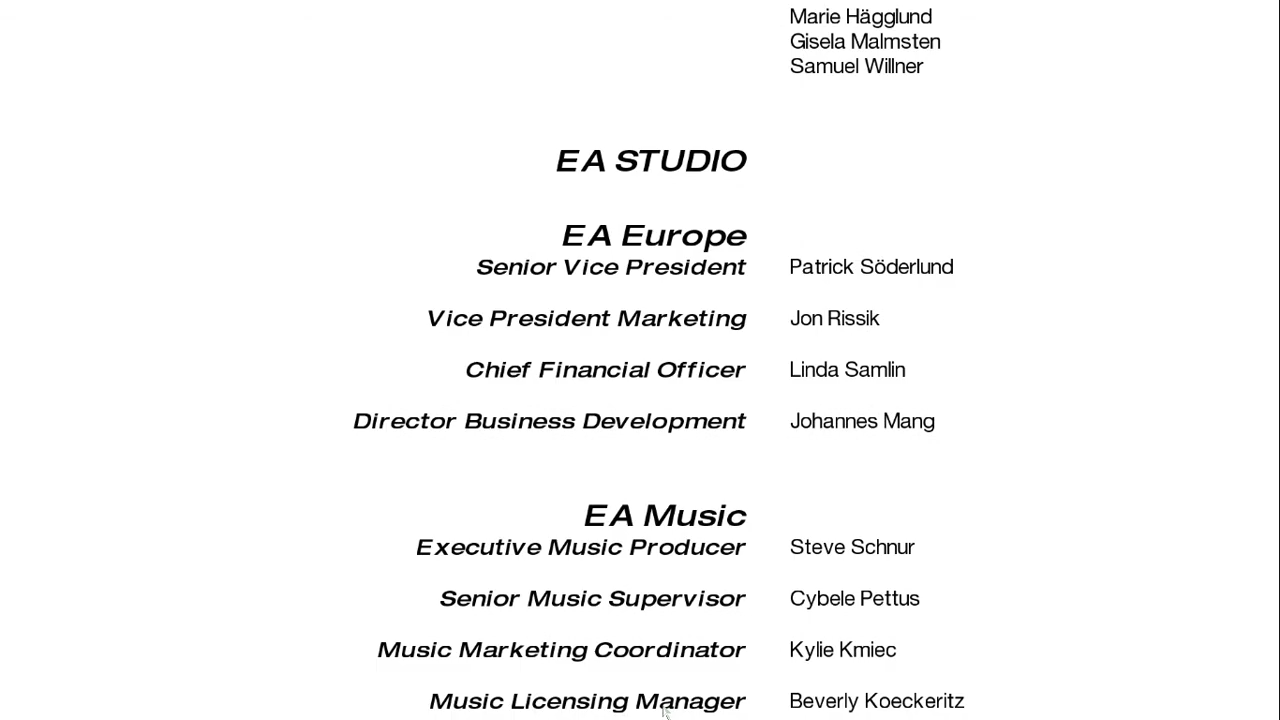 Marie Hägglund
Gisela Malmsten
Samuel Willner
EA STUDIO
EA Europe
Senior Vice President Patrick Söderlund
Vice President Marketing Jon Rissik
Chief Financial Officer Linda Samlin
Director Business Development Johannes Mang
EA Music
Executive Music Producer Steve Schnur
Senior Music Supervisor Cybele Pettus
Music Marketing Coordinator Kylie Kmiec
Music Licensing Manager Beverly Koeckeritz